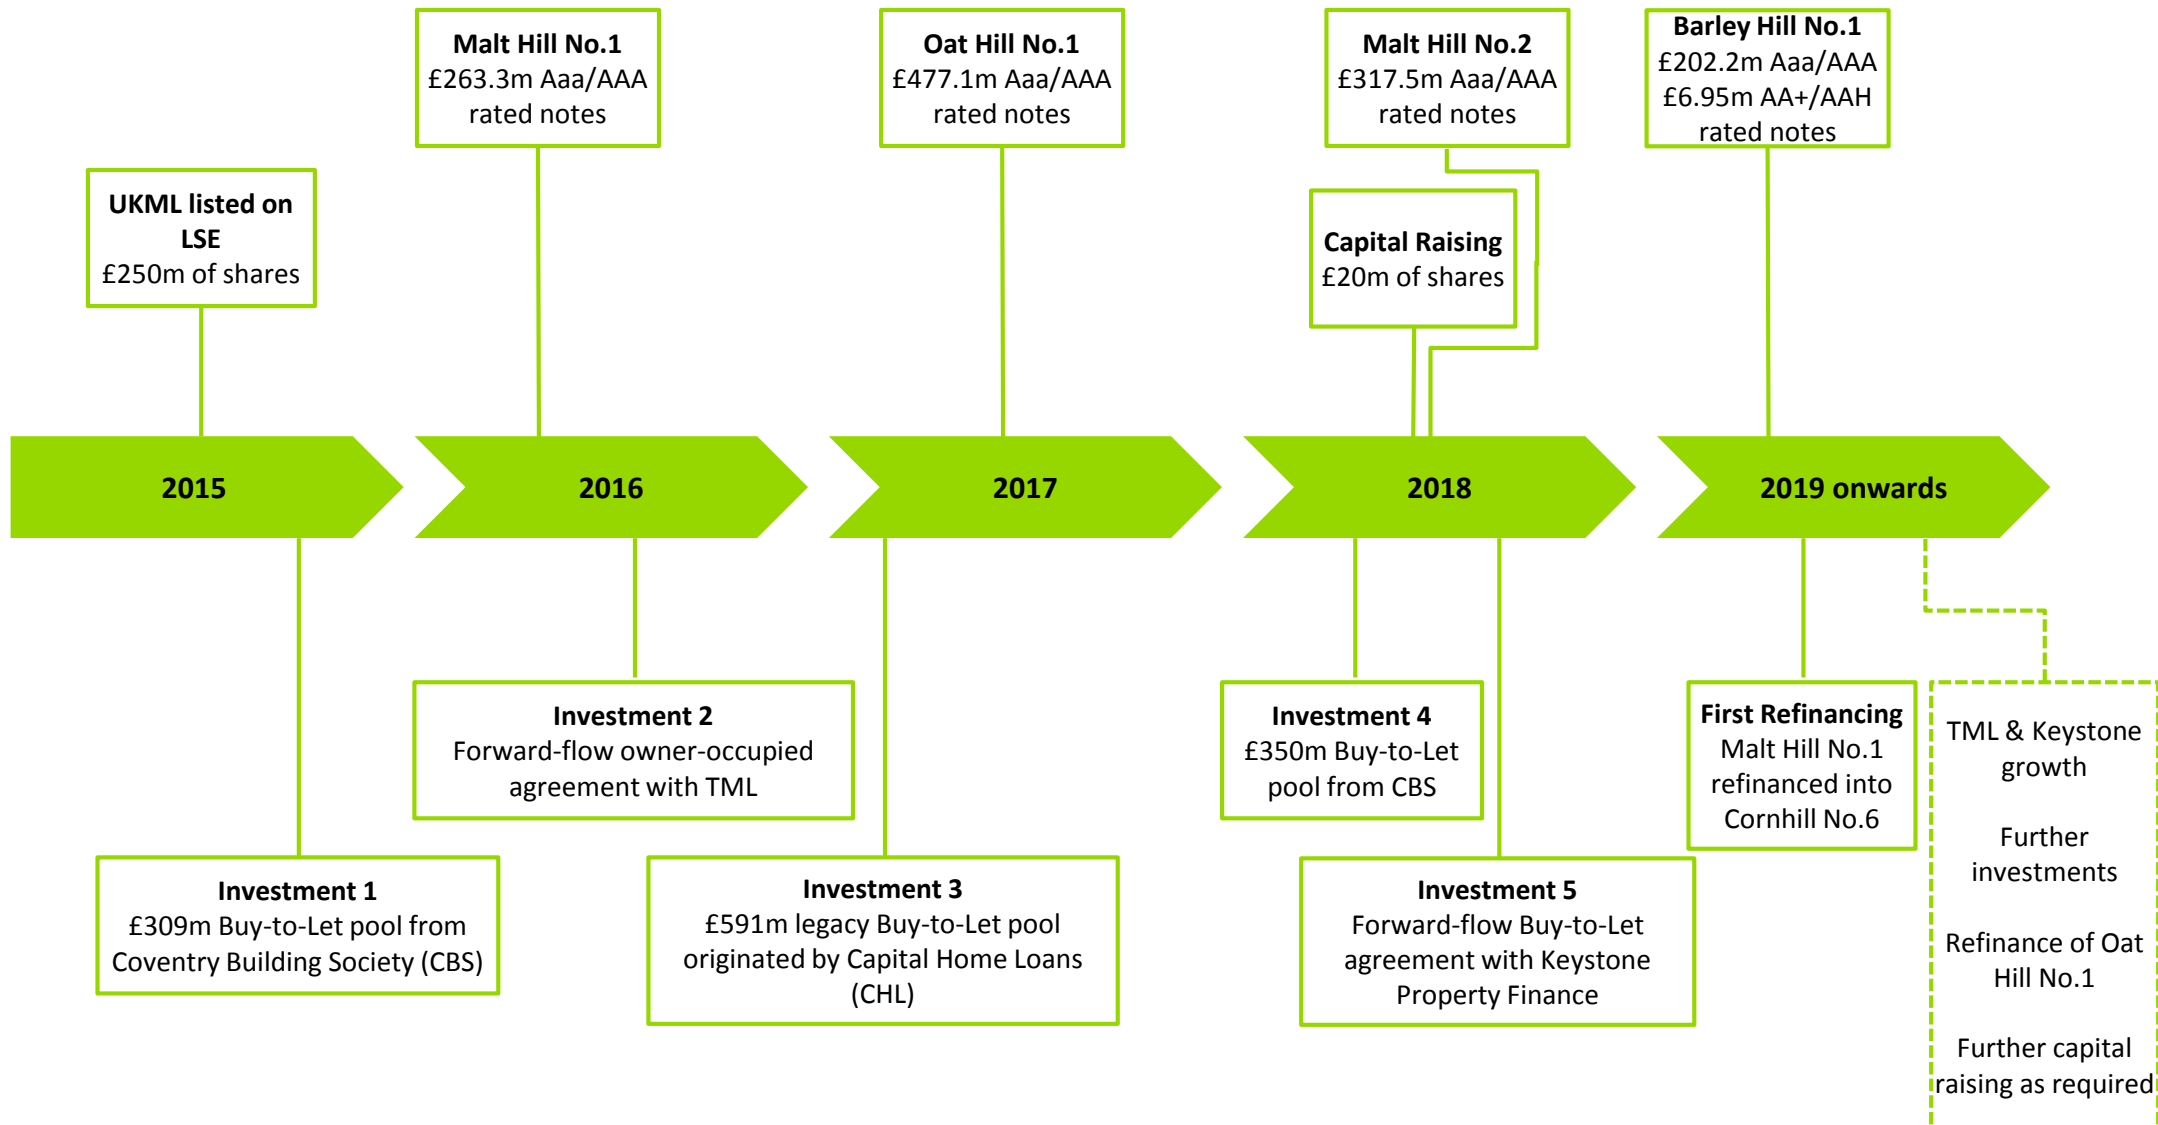 Malt Hill No.1
£263.3m Aaa/AAA
rated notes
Oat Hill No.1
£477.1m Aaa/AAA
rated notes
Malt Hill No.2
£317.5m Aaa/AAA
rated notes
Barley Hill No.1
£202.2m Aaa/AAA
£6.95m AA+/AAH
rated notes
UKML listed on
LSE
£250m of shares
Capital Raising
£20m of shares
2015
2016
2017
2018
2019 onwards
Investment 2
Forward-flow owner-occupied
agreement with TML
Investment 4
£350m Buy-to-Let
pool from CBS
First Refinancing
Malt Hill No.1
refinanced into
Cornhill No.6
TML & Keystone
growth
Further
investments
Refinance of Oat
Hill No.1
Further capital
raising as required
Investment 1
£309m Buy-to-Let pool from
Coventry Building Society (CBS)
Investment 3
£591m legacy Buy-to-Let pool
originated by Capital Home Loans
(CHL)
Investment 5
Forward-flow Buy-to-Let
agreement with Keystone
Property Finance